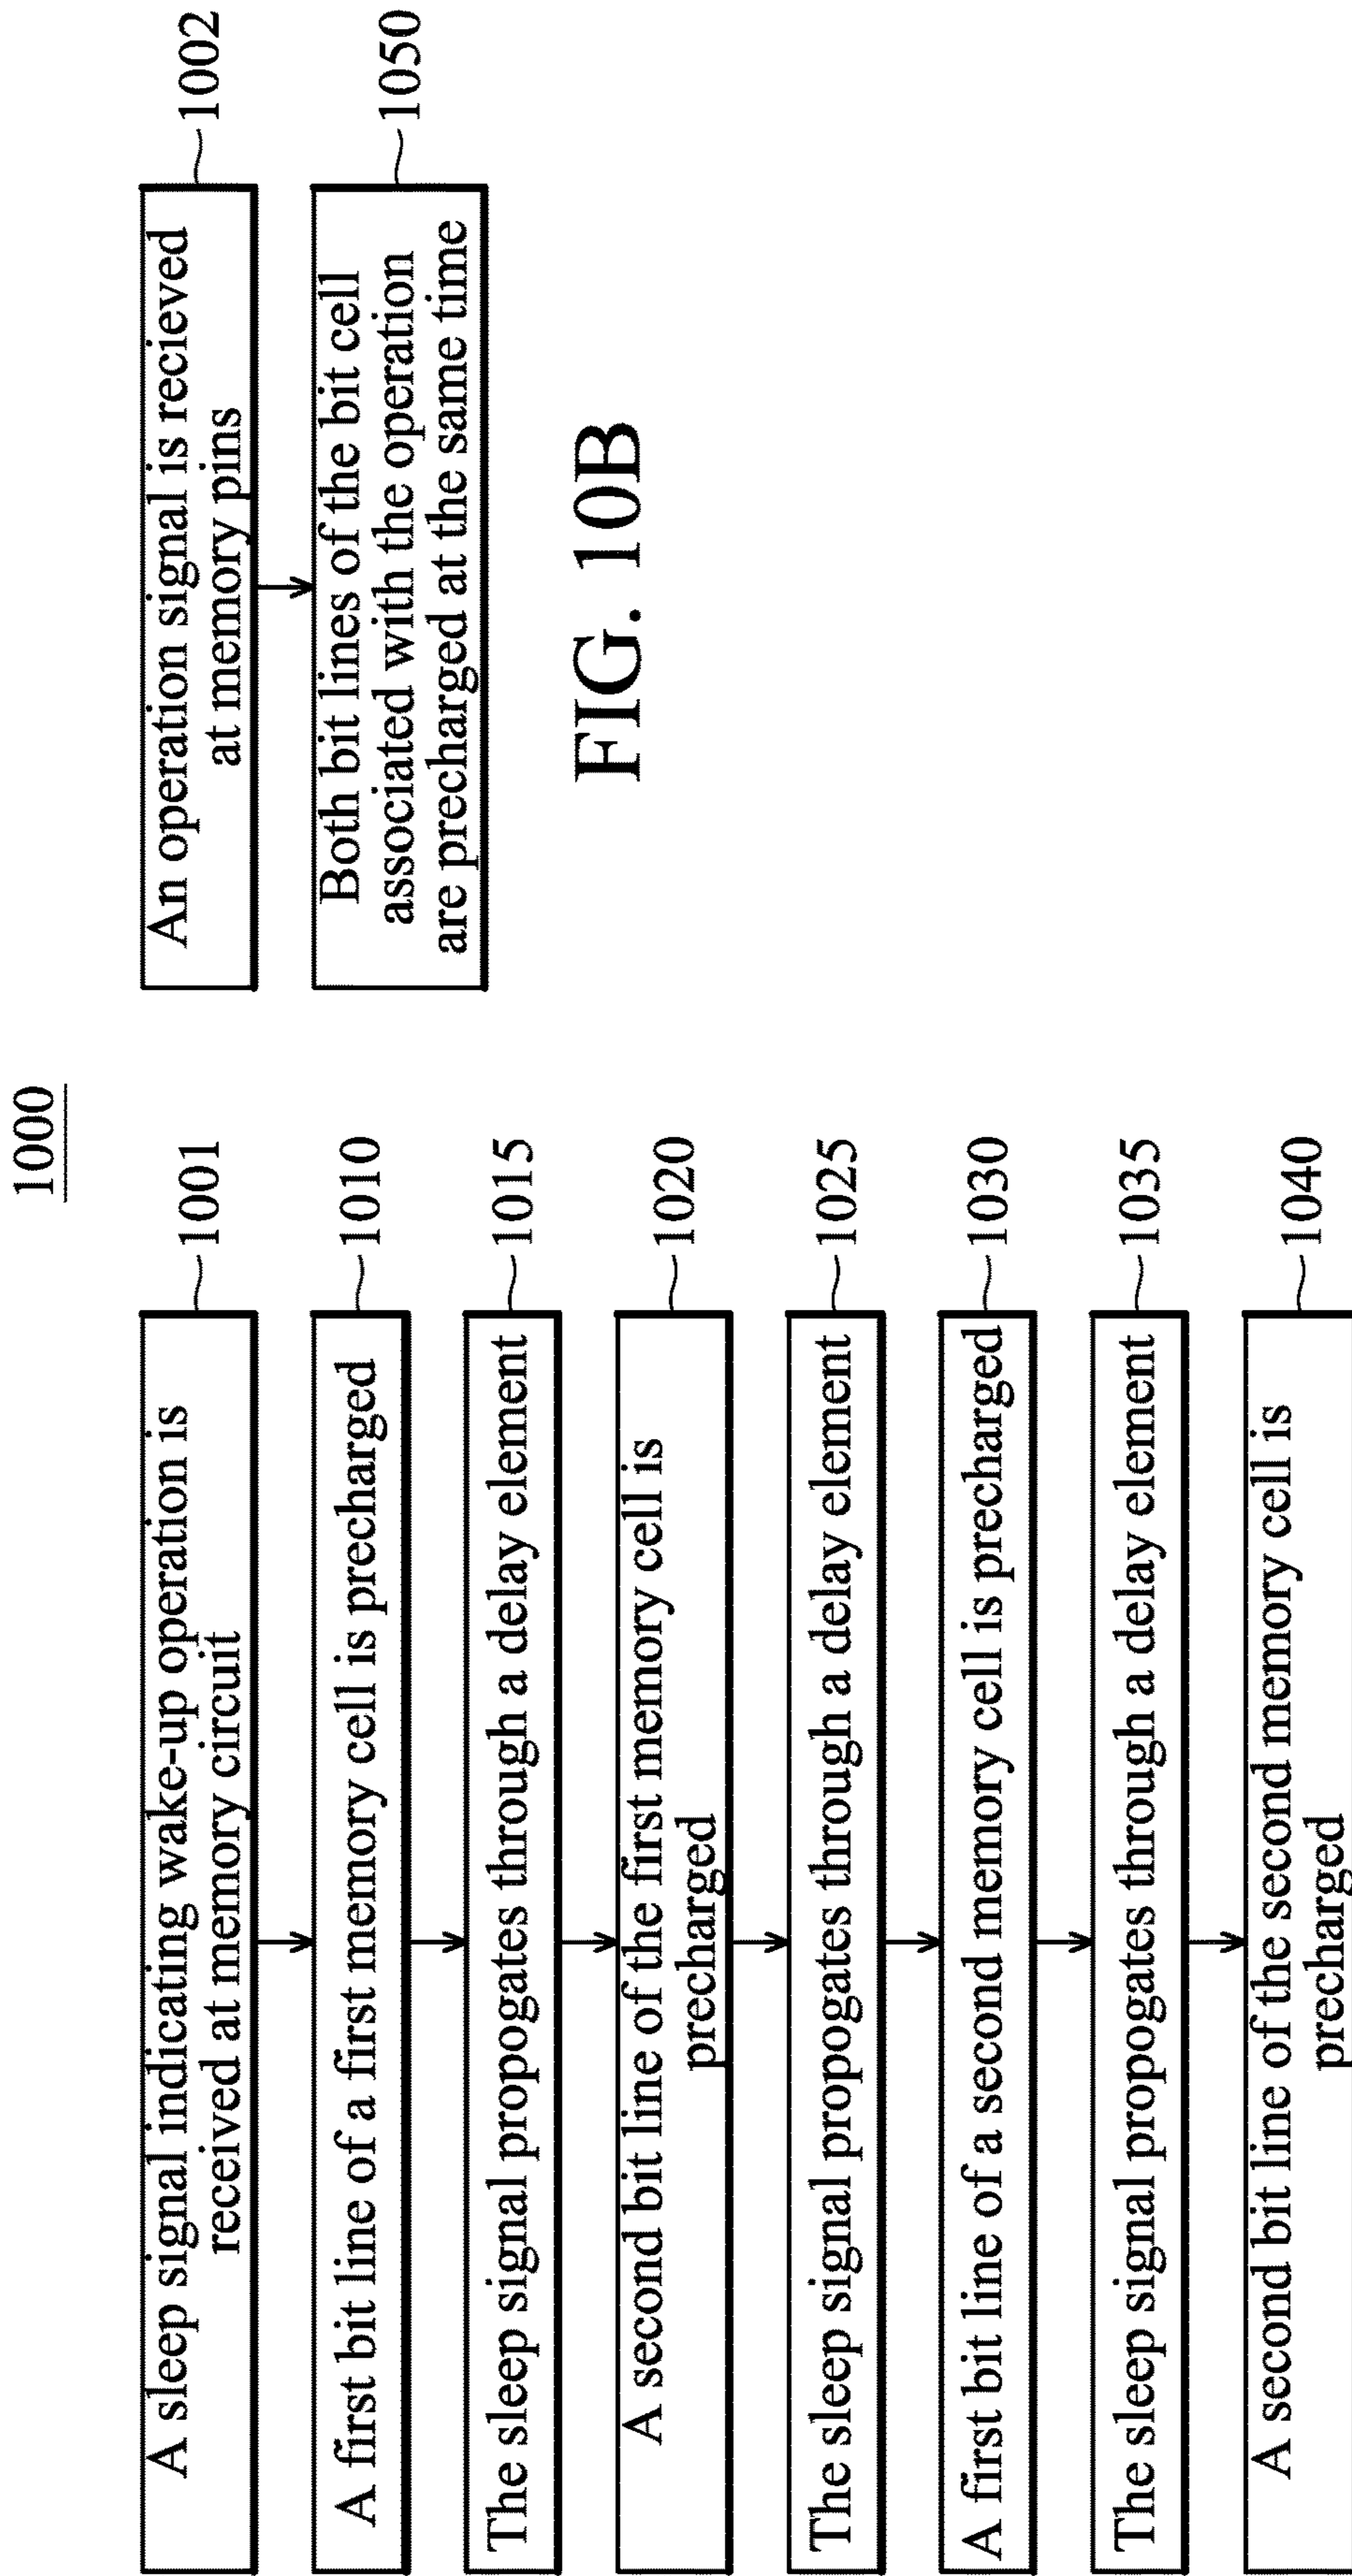 1000
A sleep signal indicating wake-up operation is
received at memory circuit
1001
A first bit line of a first memory cell is precharged
1010
The sleep signal propogates through a delay element
1015
A second bit line of the first memory cell is
precharged
1020
The sleep signal propogates through a delay element
1025
A first bit line of a second memory cell is precharged
1030
The sleep signal propogates through a delay element
1035
A second bit line of the second memory cell is
precharged
1040
An operation signal is recieved
at memory pins
1002
Both bit lines of the bit cell
associated with the operation
are precharged at the same time
1050
FIG. 10B